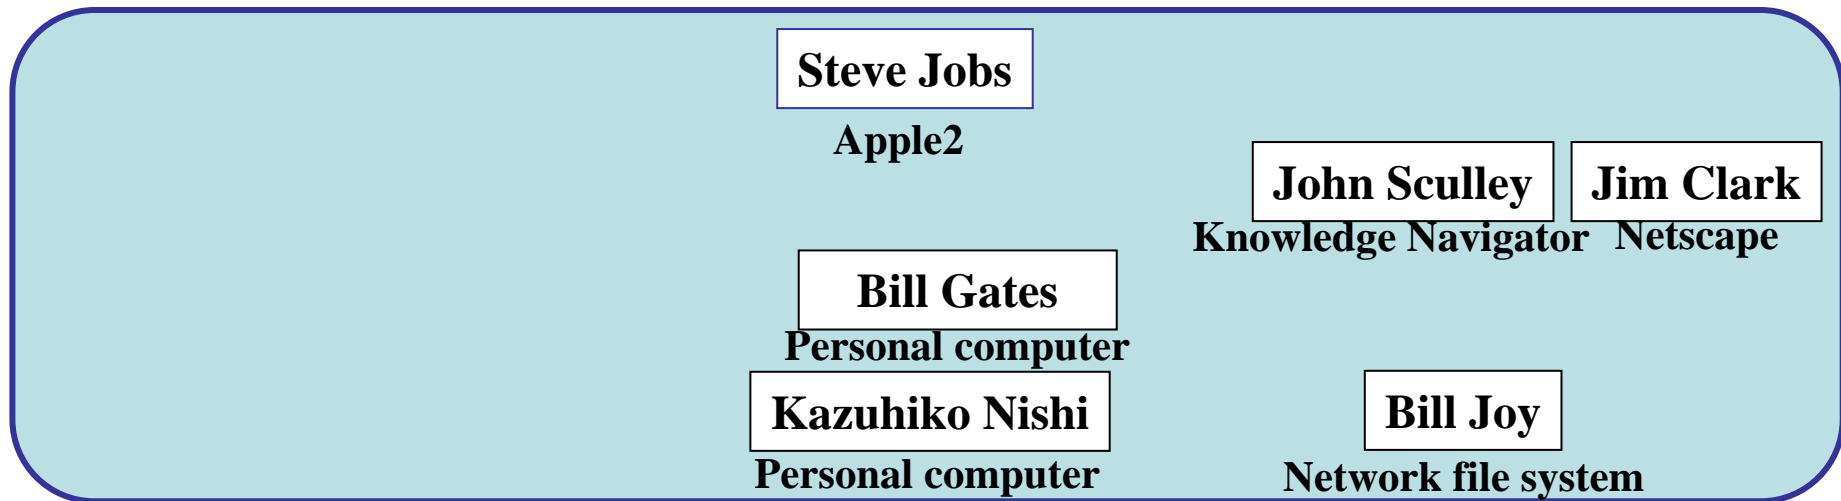 Steve Jobs
Apple2
John Sculley
Knowledge Navigator
Jim Clark
Netscape
Bill Gates
Personal computer
Kazuhiko Nishi
Personal computer
Bill Joy
Network file system